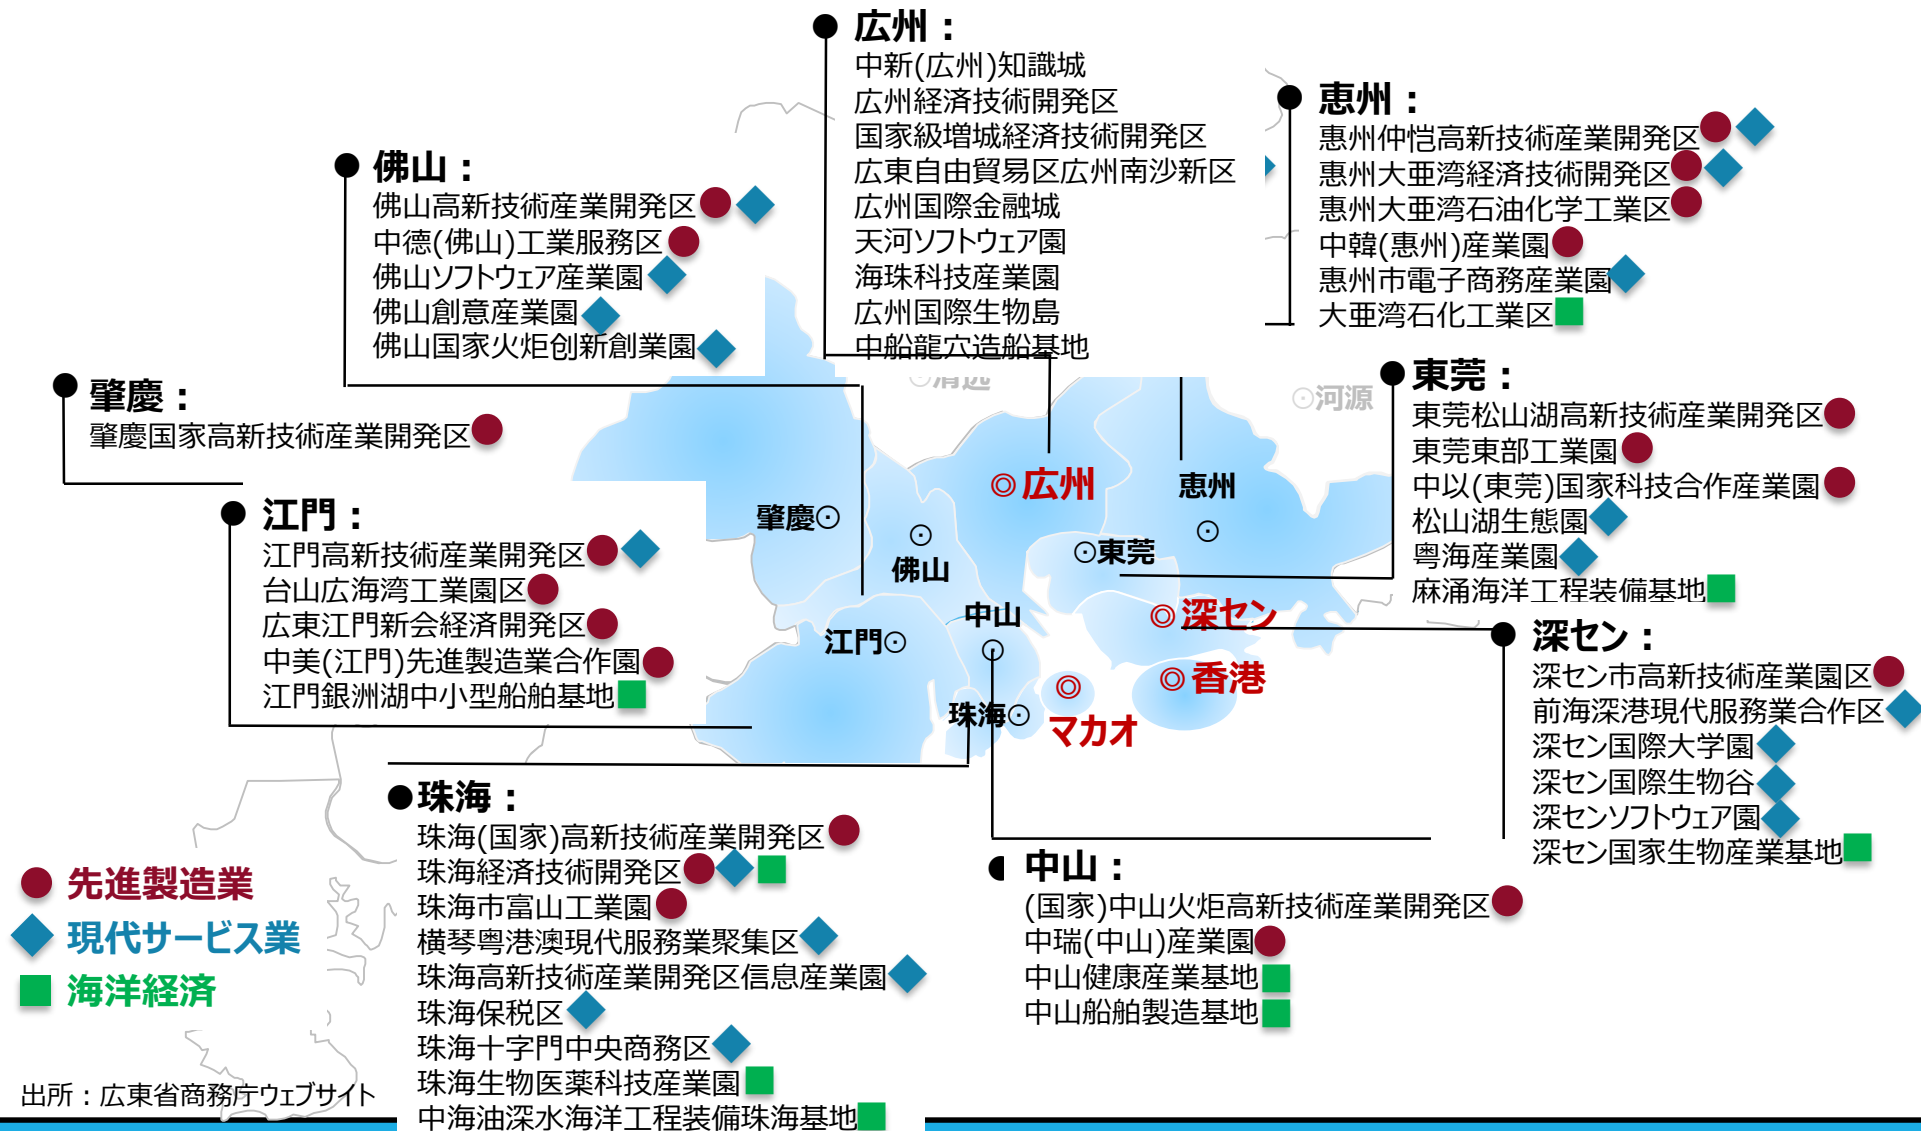 広州：
中新(広州)知識城
広州経済技術開発区
国家級増城経済技術開発区
広東自由貿易区広州南沙新区
広州国際金融城
天河ソフトウェア園
海珠科技産業園
広州国際生物島
中船龍穴造船基地
恵州：
惠州仲恺高新技術産業開発区
惠州大亜湾経済技術開発区
惠州大亜湾石油化学工業区
中韓(惠州)産業園
惠州市電子商務産業園
大亜湾石化工業区
佛山：
佛山高新技術産業開発区
中德(佛山)工業服務区
佛山ソフトウェア産業園
佛山創意産業園
佛山国家火炬创新創業園
肇慶：
肇慶国家高新技術産業開発区
江門：
江門高新技術産業開発区
台山広海湾工業園区
広東江門新会経済開発区
中美(江門)先進製造業合作園
江門銀洲湖中小型船舶基地
清远
河源
広州
恵州
肇慶
佛山
東莞
中山
深セン
江門
香港
珠海
マカオ
東莞：
東莞松山湖高新技術産業開発区
東莞東部工業園
中以(東莞)国家科技合作産業園
松山湖生態園
粤海産業園
麻涌海洋工程装備基地
深セン：
深セン市高新技術産業園区
前海深港現代服務業合作区
深セン国際大学園
深セン国際生物谷
深センソフトウェア園
深セン国家生物産業基地
珠海：
珠海(国家)高新技術産業開発区
珠海経済技術開発区
珠海市富山工業園
横琴粤港澳現代服務業聚集区
珠海高新技術産業開発区信息産業園
珠海保税区
珠海十字門中央商務区
珠海生物医薬科技産業園
中海油深水海洋工程装備珠海基地
中山：
(国家)中山火炬高新技術産業開発区
中瑞(中山)産業園
中山健康産業基地
中山船舶製造基地
先進製造業
現代サービス業
海洋経済
出所：広東省商務庁ウェブサイト